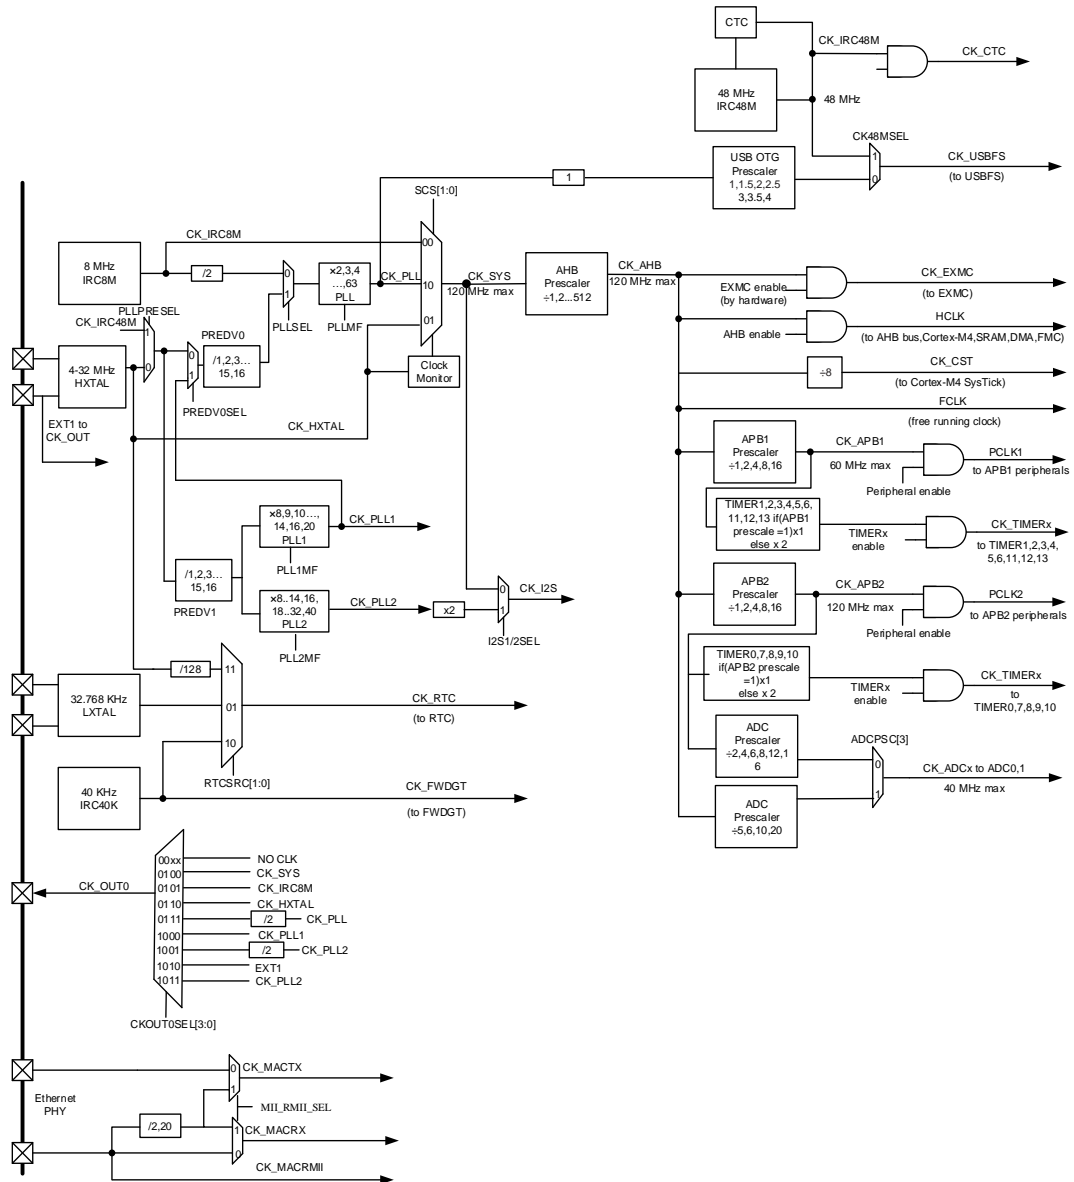 CTC
CK_IRC48M
CK_CTC
48 MHz
IRC48M
48 MHz
CK48MSEL
USB OTG
Prescaler
1,1.5,2,2.5
3,3.5,4
1
0
CK_USBFS
(to USBFS)
1
SCS[1:0]
CK_IRC8M
00
8 MHz
IRC8M
/2
0
1
PLLSEL
×2,3,4
…,63
PLL
PLLMF
CK_PLL
10
01
CK_SYS
120 MHz max
AHB
Prescaler
÷1,2...512
CK_AHB
120 MHz max
EXMC enable
(by hardware)
CK_EXMC
(to EXMC)
AHB enable
HCLK
(to AHB bus,Cortex-M4,SRAM,DMA,FMC)
÷8
CK_CST
(to Cortex-M4 SysTick)
FCLK
(free running clock)
PLLPRESEL
CK_IRC48M
1
0
PREDV0
0
1
/1,2,3…
15,16
PREDV0SEL
Clock
Monitor
4-32 MHz
HXTAL
EXT1 to
CK_OUT
CK_HXTAL
APB1
Prescaler
÷1,2,4,8,16
CK_APB1
60 MHz max
Peripheral enable
PCLK1
to APB1 peripherals
TIMER1,2,3,4,5,6,
11,12,13 if(APB1
prescale =1)x1
else x 2
TIMERx
enable
CK_TIMERx
to TIMER1,2,3,4,
5,6,11,12,13
×8,9,10…,
14,16,20
PLL1
PLL1MF
CK_PLL1
/1,2,3…
15,16
PREDV1
×8..14,16,
18..32,40
PLL2
PLL2MF
CK_PLL2
x2
0
1
CK_I2S
I2S1/2SEL
APB2
Prescaler
÷1,2,4,8,16
CK_APB2
120 MHz max
Peripheral enable
PCLK2
to APB2 peripherals
TIMER0,7,8,9,10
if(APB2 prescale
=1)x1
else x 2
TIMERx
enable
CK_TIMERx
to
TIMER0,7,8,9,10
/128
11
01
10
32.768 KHz
LXTAL
CK_RTC
(to RTC)
RTCSRC[1:0]
40 KHz
IRC40K
CK_FWDGT
(to FWDGT)
ADC
Prescaler
÷2,4,6,8,12,1
6
ADCPSC[3]
0
1
CK_ADCx to ADC0,1
40 MHz max
ADC
Prescaler
÷5,6,10,20
CK_OUT0
00xx
NO CLK
0100
CK_SYS
0101
CK_IRC8M
0110
CK_HXTAL
0111
/2
CK_PLL
1000
CK_PLL1
1001
/2
CK_PLL2
1010
EXT1
1011
CK_PLL2
CKOUT0SEL[3:0]
Ethernet
PHY
0
1
CK_MACTX
MII_RMII_SEL
/2,20
1
0
CK_MACRX
CK_MACRMII